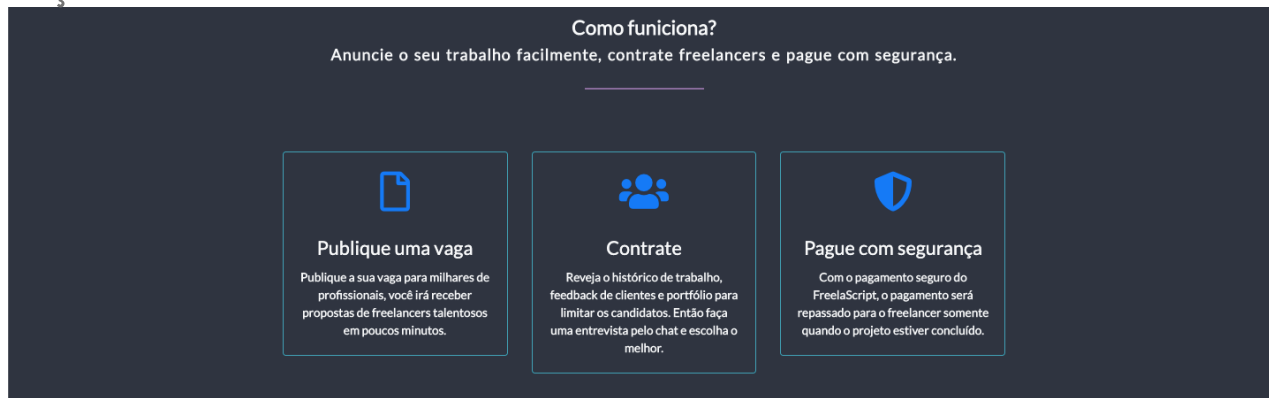 Como funiciona?
Anuncie o seu trabalho facilmente, contrate freelancers e pague com segurança.
Publique uma vaga
Publique a sua vaga para milhares de
profissionais, você irá receber
propostas de freelancers talentosos
em poucos minutos.
Contrate
Reveja o histórico de trabalho,
feedback de clientes e portfólio para
limitar os candidatos. Então faça
uma entrevista pelo chat e escolha o
melhor.
Pague com segurança
Com o pagamento seguro do
FreelaScript, o pagamento será
repassado para o freelancer somente
quando o projeto estiver concluído.